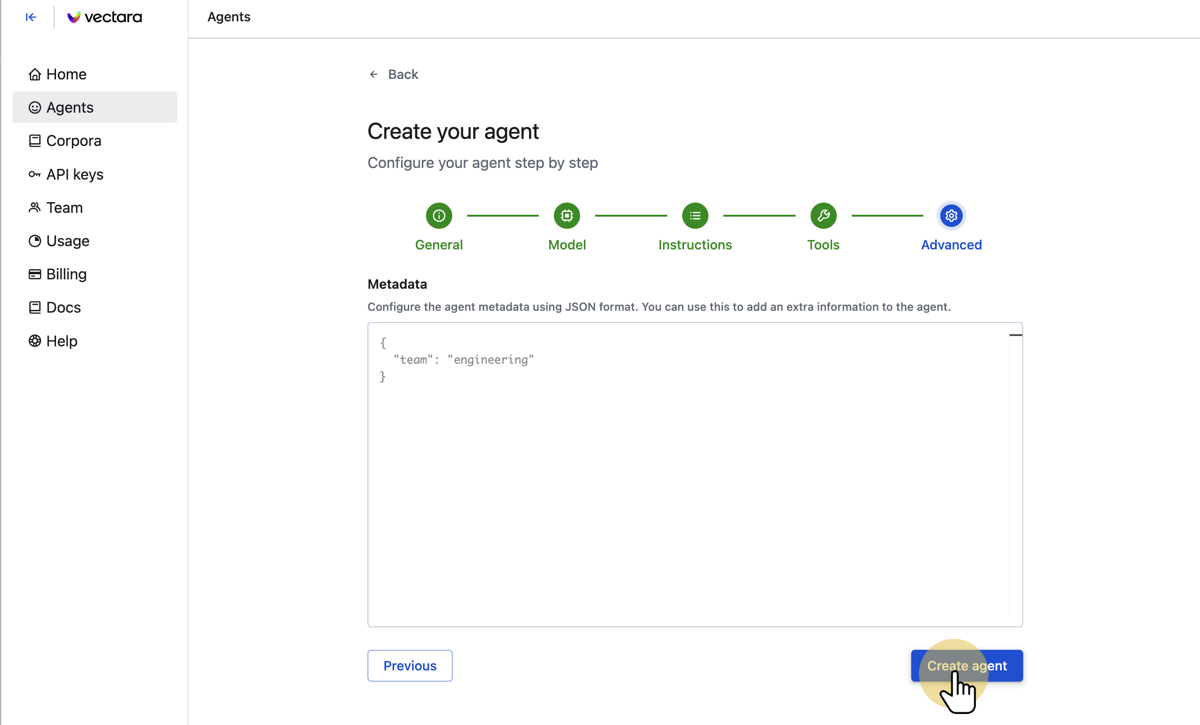 vectara
Agents
Home
Agents
Corpora
API keys
Team
Usage
Billing
Docs
Help
Back
Create your agent
Configure your agent step by step
General
Model
Instructions
Tools
Advanced
Metadata
Configure the agent metadata using JSON format. You can use this to add an extra information to the agent.
{
  "team": "engineering"
}
Previous
Create agent